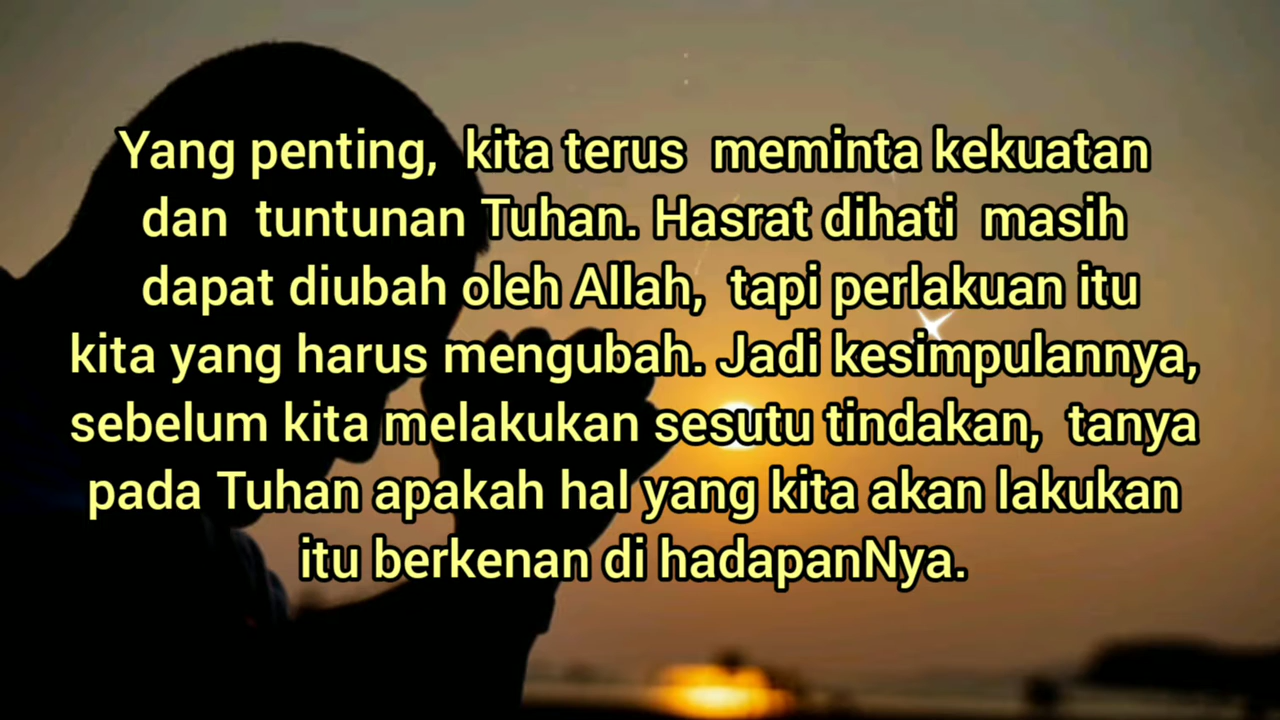 Yang penting, kita terus meminta kekuatan
dan tuntunan Tuhan. Hasrat dihati masih
dapat diubah oleh Allah, tapi perlakuan itu
kita yang harus mengubah. Jadi kesimpulannya,
sebelum kita melakukan sesutu tindakan, tanya
pada Tuhan apakah hal yang kita akan lakukan
itu berkenan di hadapanNya.